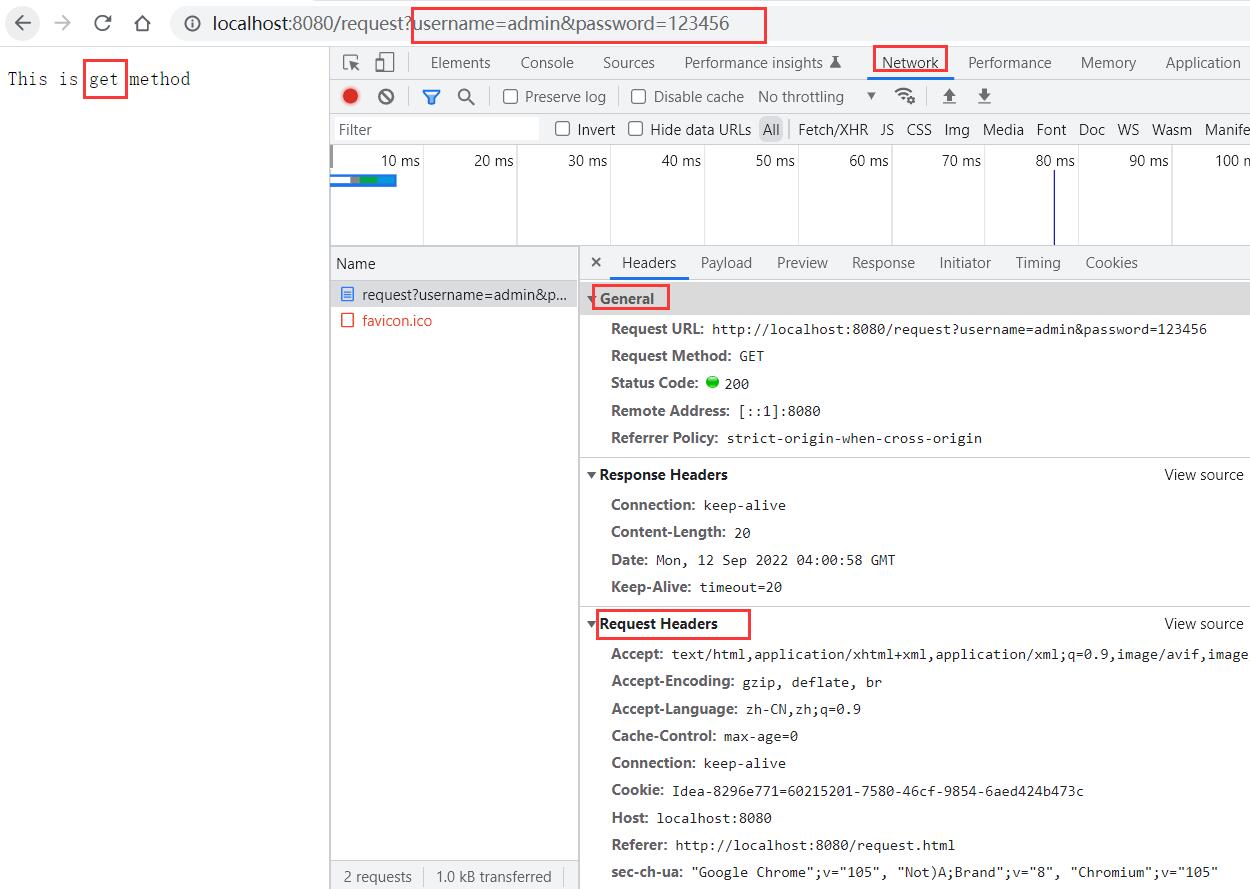 localhost:8080/request?username=admin&password=123456
This is get method
Elements Console Sources Performance insights Network Performance Memory Application
Preserve log Disable cache No throttling
Filter Invert Hide data URLs All Fetch/XHR JS CSS Img Media Font Doc WS Wasm Manife
10 ms 20 ms 30 ms 40 ms 50 ms 60 ms 70 ms 80 ms 90 ms 100 m
Name
request?username=admin&p...
favicon.ico
2 requests 1.0 kB transferred
Headers Payload Preview Response Initiator Timing Cookies
General
Request URL: http://localhost:8080/request?username=admin&password=123456
Request Method: GET
Status Code: 200
Remote Address: [::1]:8080
Referrer Policy: strict-origin-when-cross-origin
Response Headers View source
Connection: keep-alive
Content-Length: 20
Date: Mon, 12 Sep 2022 04:00:58 GMT
Keep-Alive: timeout=20
Request Headers View source
Accept: text/html,application/xhtml+xml,application/xml;q=0.9,image/avif,image
Accept-Encoding: gzip, deflate, br
Accept-Language: zh-CN,zh;q=0.9
Cache-Control: max-age=0
Connection: keep-alive
Cookie: Idea-8296e771=60215201-7580-46cf-9854-6aed424b473c
Host: localhost:8080
Referer: http://localhost:8080/request.html
sec-ch-ua: "Google Chrome";v="105", "Not)A;Brand";v="8", "Chromium";v="105"